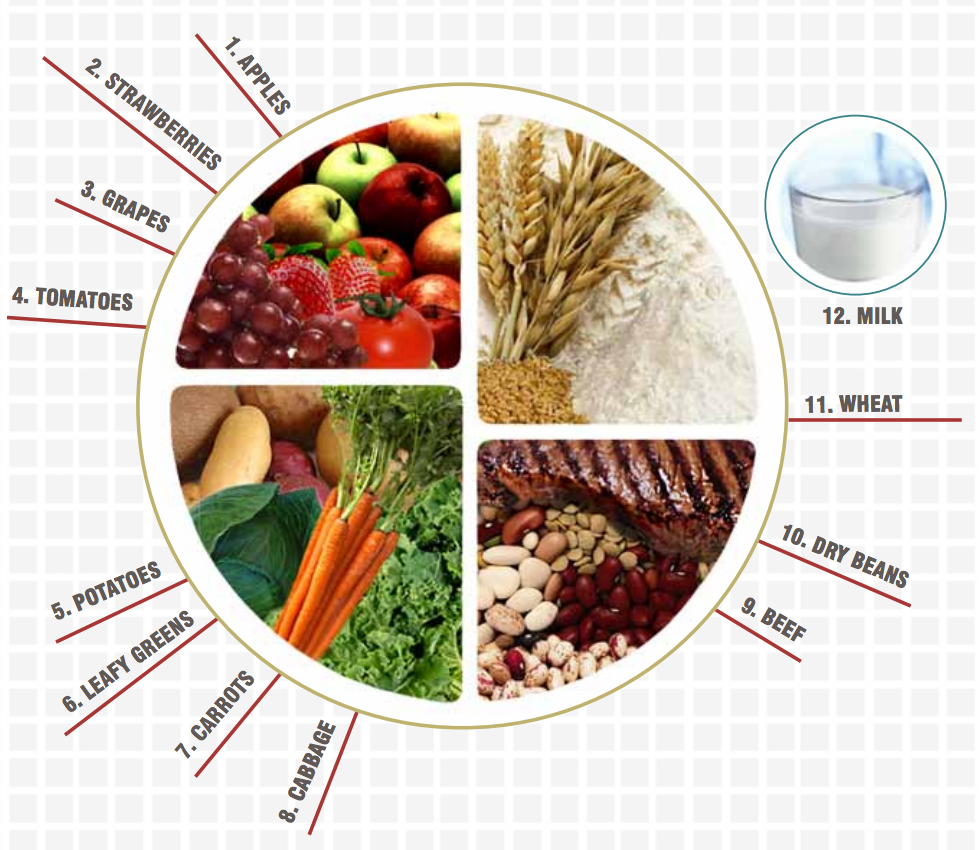 1. APPLES
2. STRAWBERRIES
3. GRAPES
4. TOMATOES
5. POTATOES
6. LEAFY GREENS
7. CARROTS
8. CABBAGE
9. BEEF
10. DRY BEANS
11. WHEAT
12. MILK